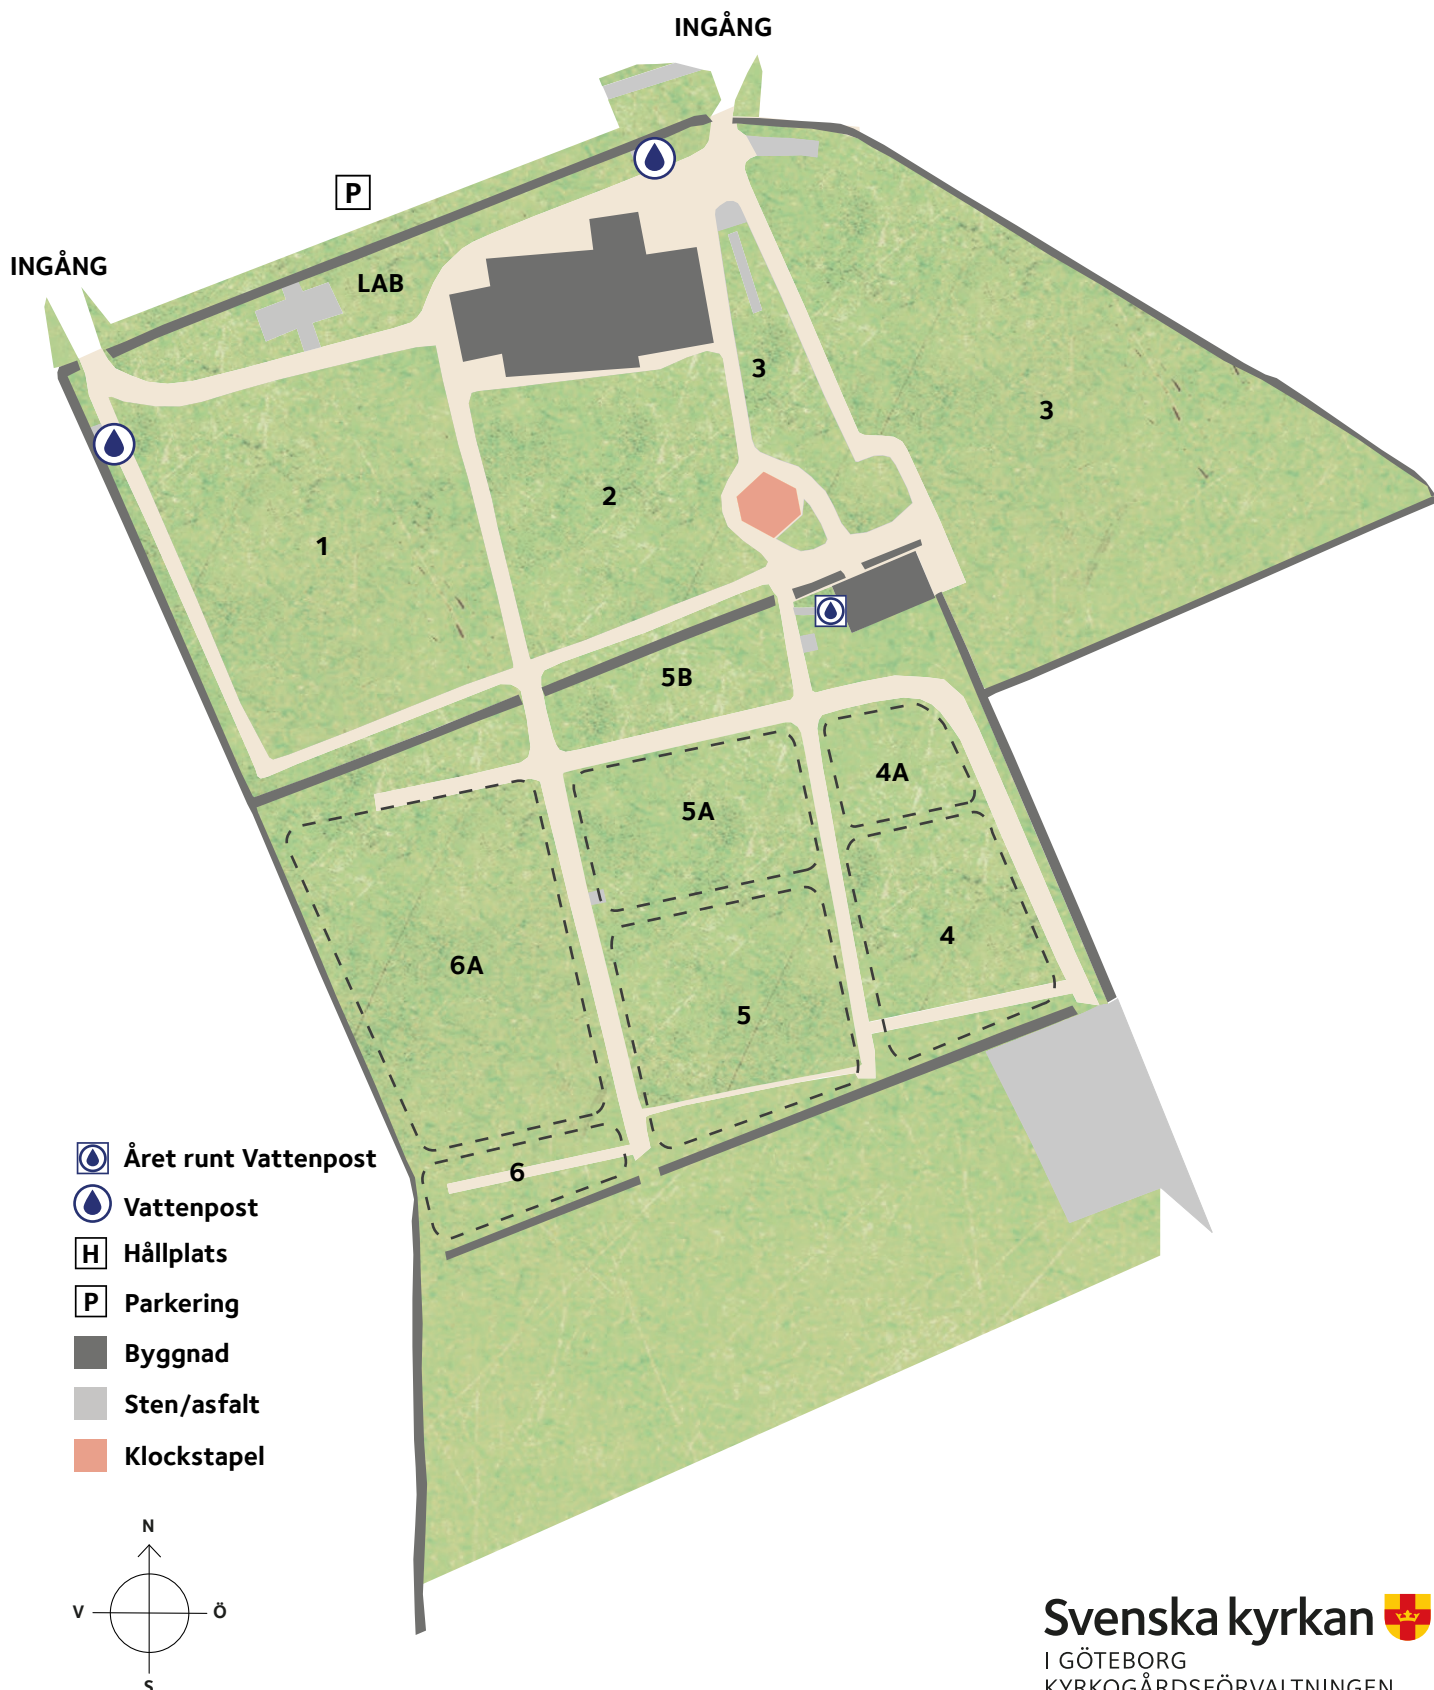 INGÅNG
P
INGÅNG
LAB
3
3
2
1
5B
4A
5A
4
6A
5
6
Året runt Vattenpost
Vattenpost
H Hållplats
P Parkering
Byggnad
Sten/asfalt
Klockstapel
N
V Ö
S
Svenska kyrkan
I GÖTEBORG
KYRKOGÅRDSFÖRVALTNINGEN